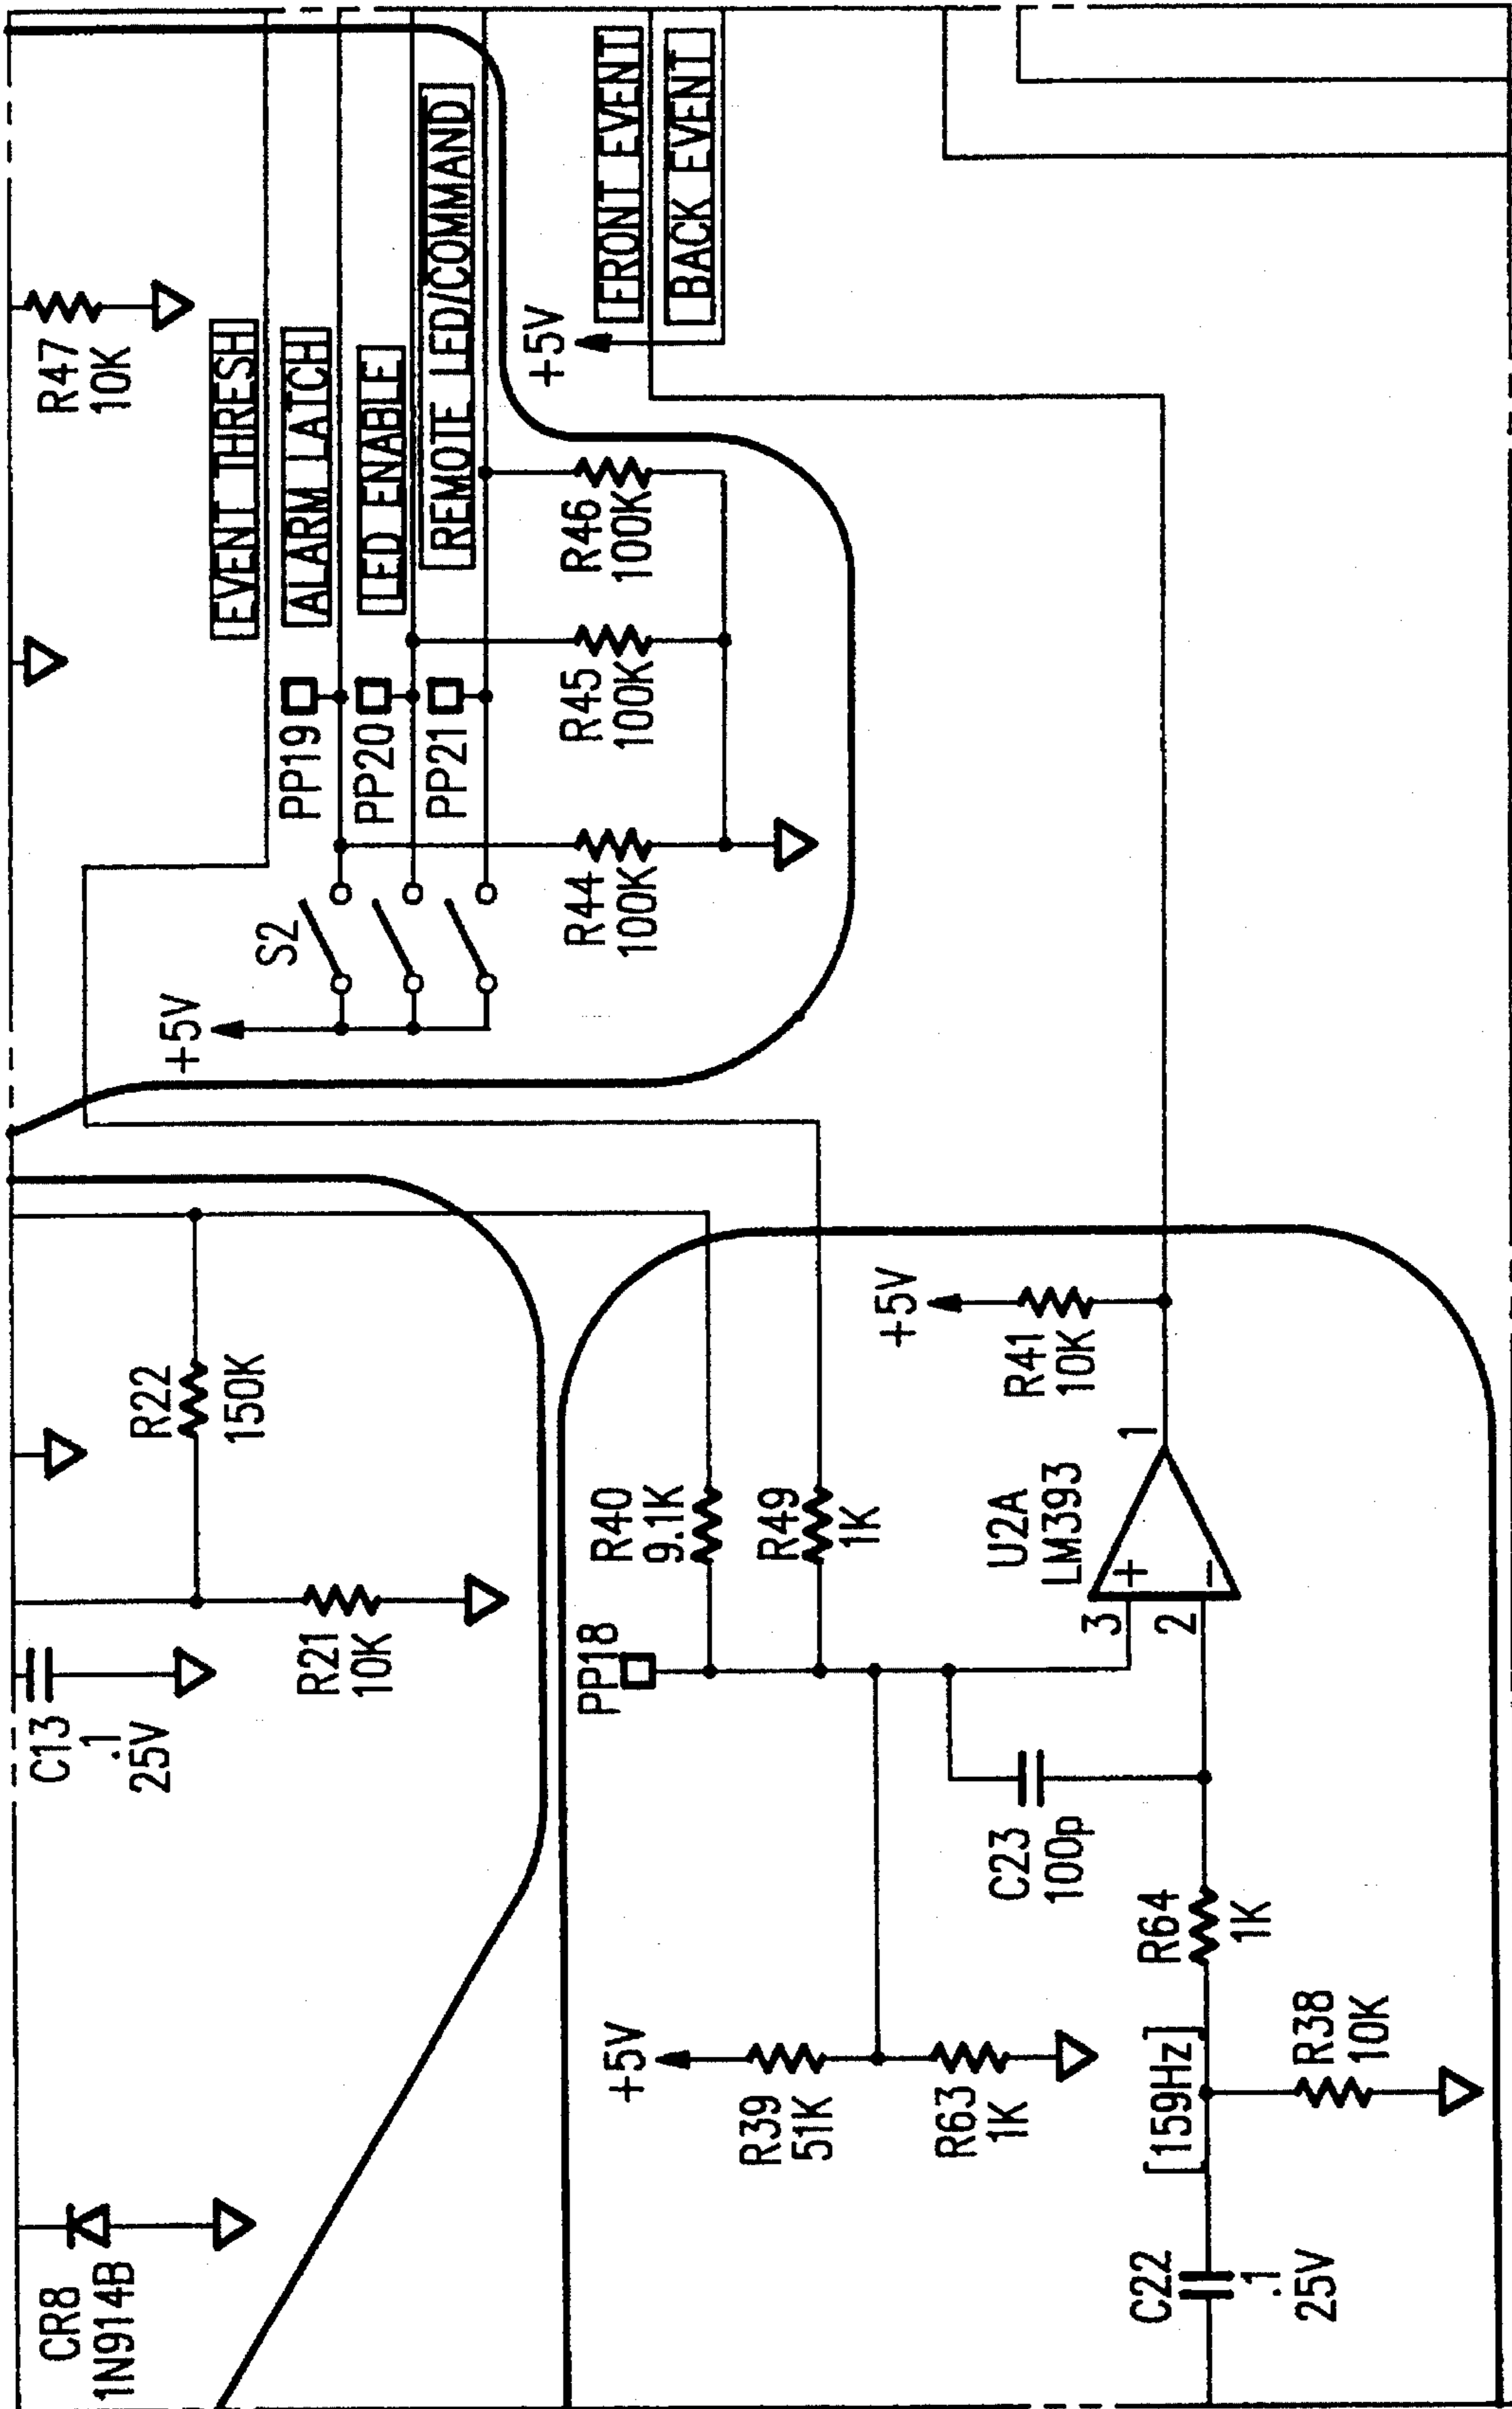 R47
10K
[EVENT THRESH]
[ALARM LATCH]
[LED ENABLE]
[REMOTE LED/COMMAND]
[FRONT EVENT]
[BACK EVENT]
+5V
PP19
PP20
PP21
R46
100K
R45
100K
R44
100K
S2
+5V
R22
150K
R21
10K
C13
.1
25V
CR8
1N914B
+5V
R41
10K
R40
9.1K
R49
1K
PP18
U2A
LM393
1
3
2
+
−
C23
100p
R64
1K
+5V
R39
51K
R63
1K
[159Hz]
R38
10K
C22
.1
25V